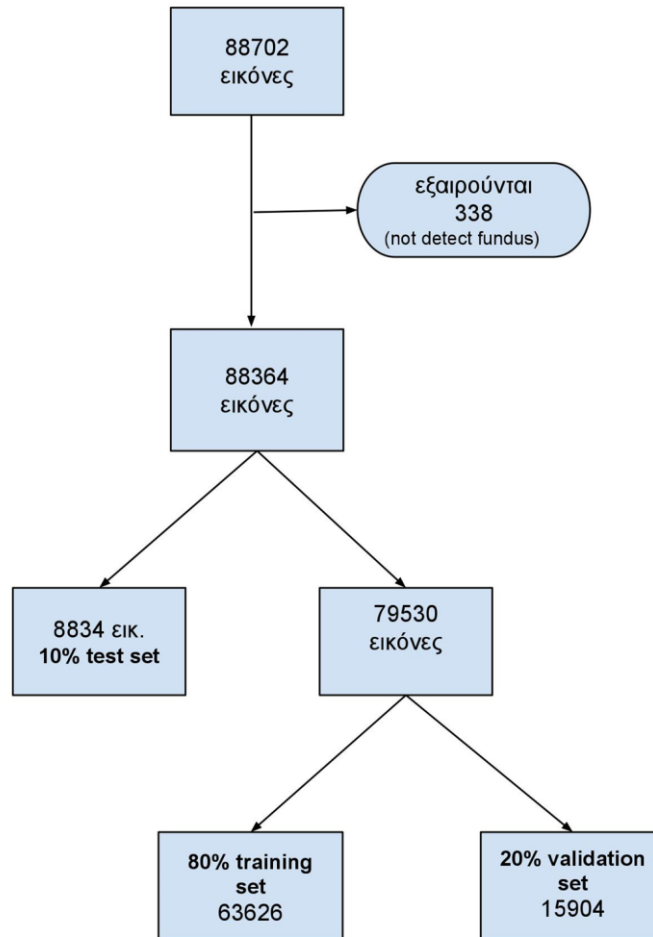 88702
εικόνες
εξαιρούνται
338
(not detect fundus)
88364
εικόνες
8834 εικ.
10% test set
79530
εικόνες
80% training
set
63626
20% validation
set
15904